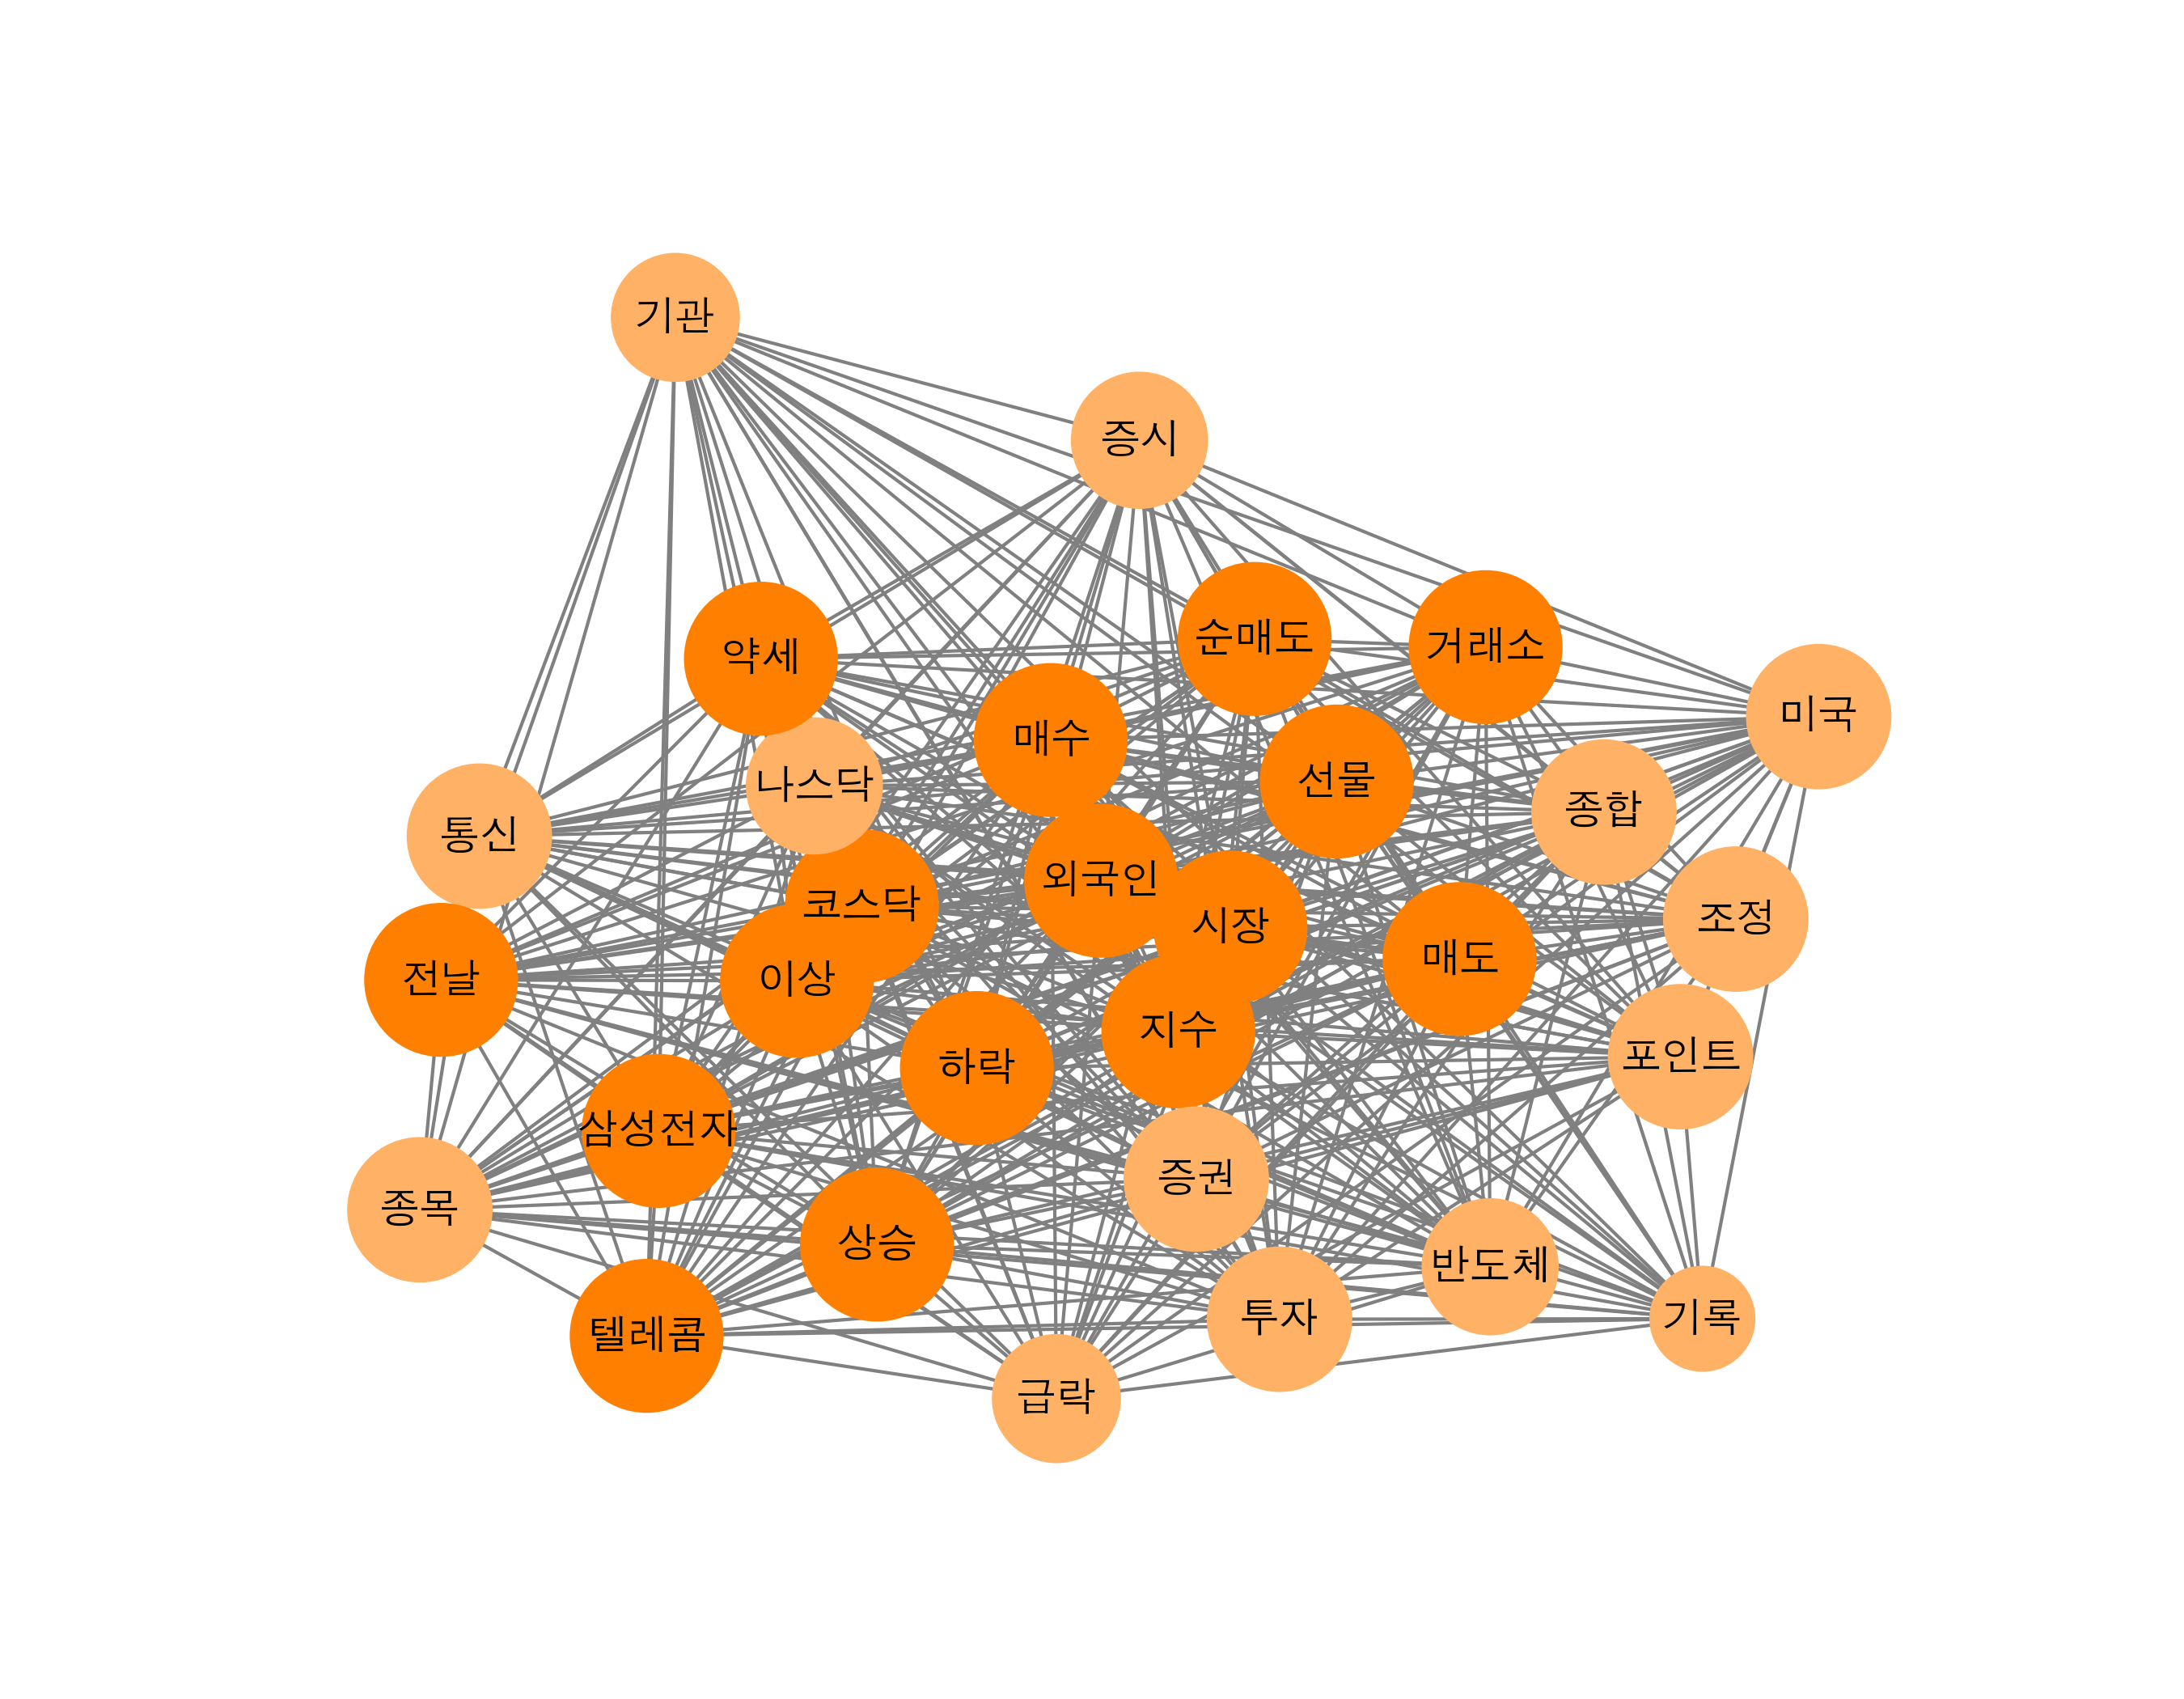 기관
증시
순매도
거래소
약세
미국
매수
선물
나스닥
종합
통신
외국인
코스닥
조정
시장
매도
전날
이상
지수
포인트
하락
삼성전자
증권
종목
상승
반도체
투자
기록
텔레콤
급락